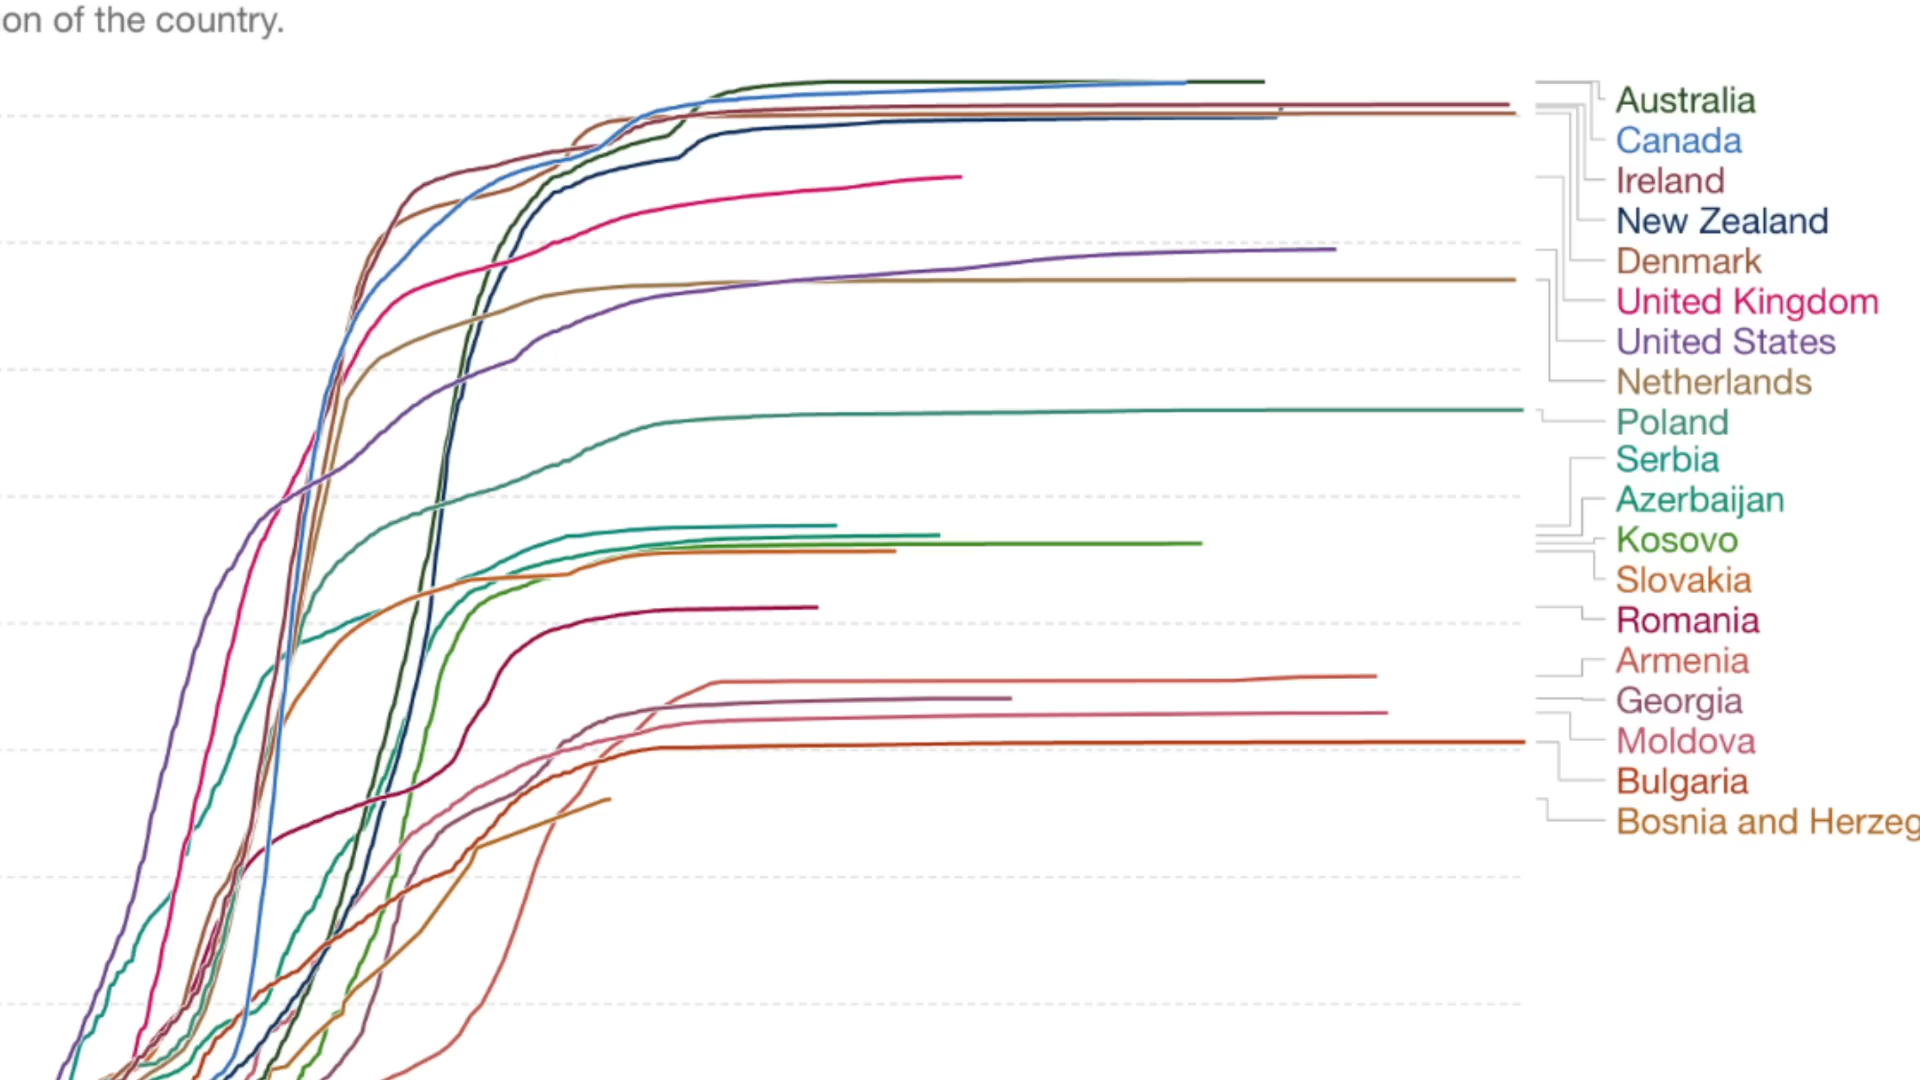 on of the country.
Australia
Canada
Ireland
New Zealand
Denmark
United Kingdom
United States
Netherlands
Poland
Serbia
Azerbaijan
Kosovo
Slovakia
Romania
Armenia
Georgia
Moldova
Bulgaria
Bosnia and Herzeg